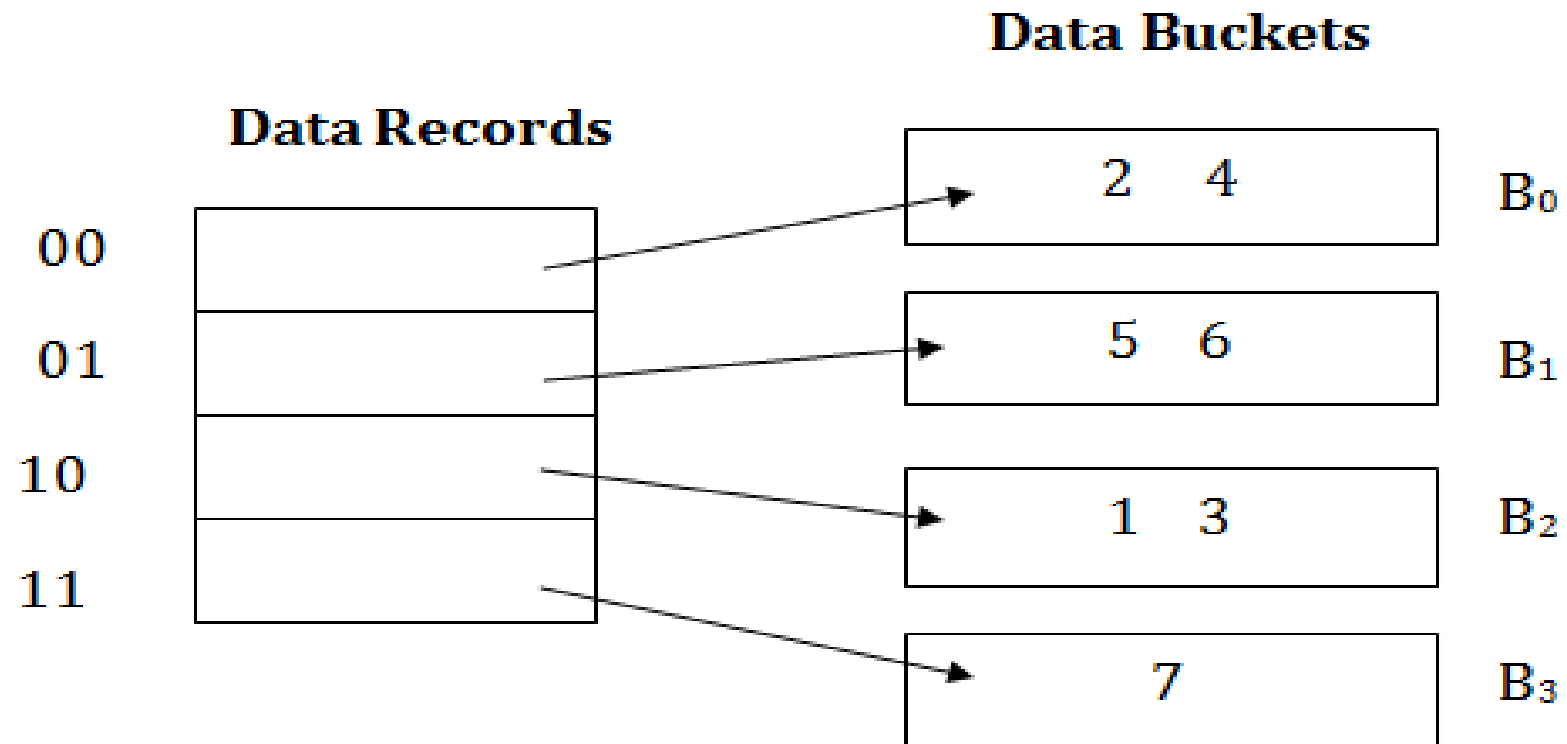 Data Buckets
Data Records
00
01
10
11
2 4 B₀
5 6 B₁
1 3 B₂
7 B₃